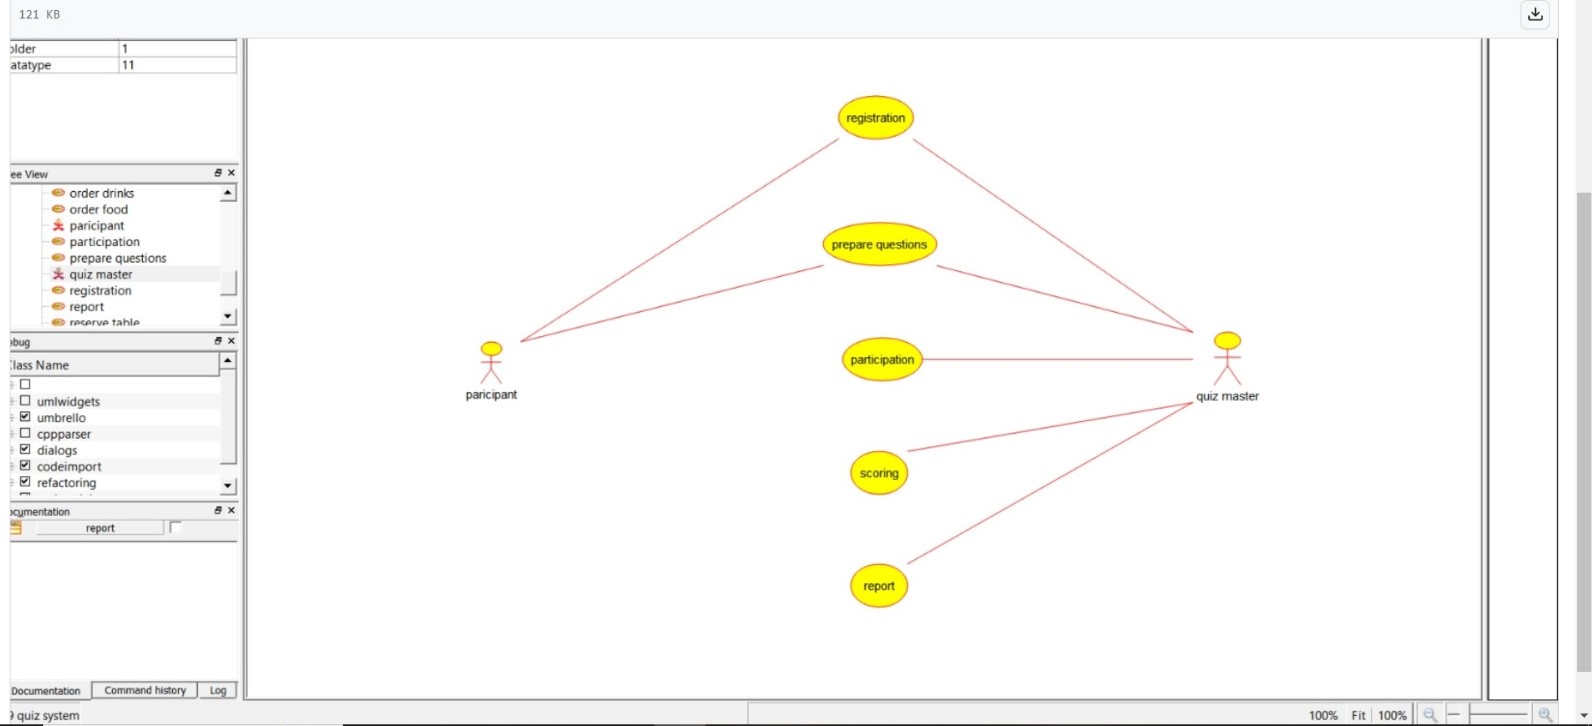 121 KB
older 1
atatype 11
ee View
order drinks
order food
paricipant
participation
prepare questions
quiz master
registration
report
reserve table
ebug
Class Name
umlwidgets
umbrello
cppparser
dialogs
codeimport
refactoring
ocumentation
report
Documentation Command history Log
9 quiz system
registration
prepare questions
participation
scoring
report
paricipant
quiz master
100% Fit 100%